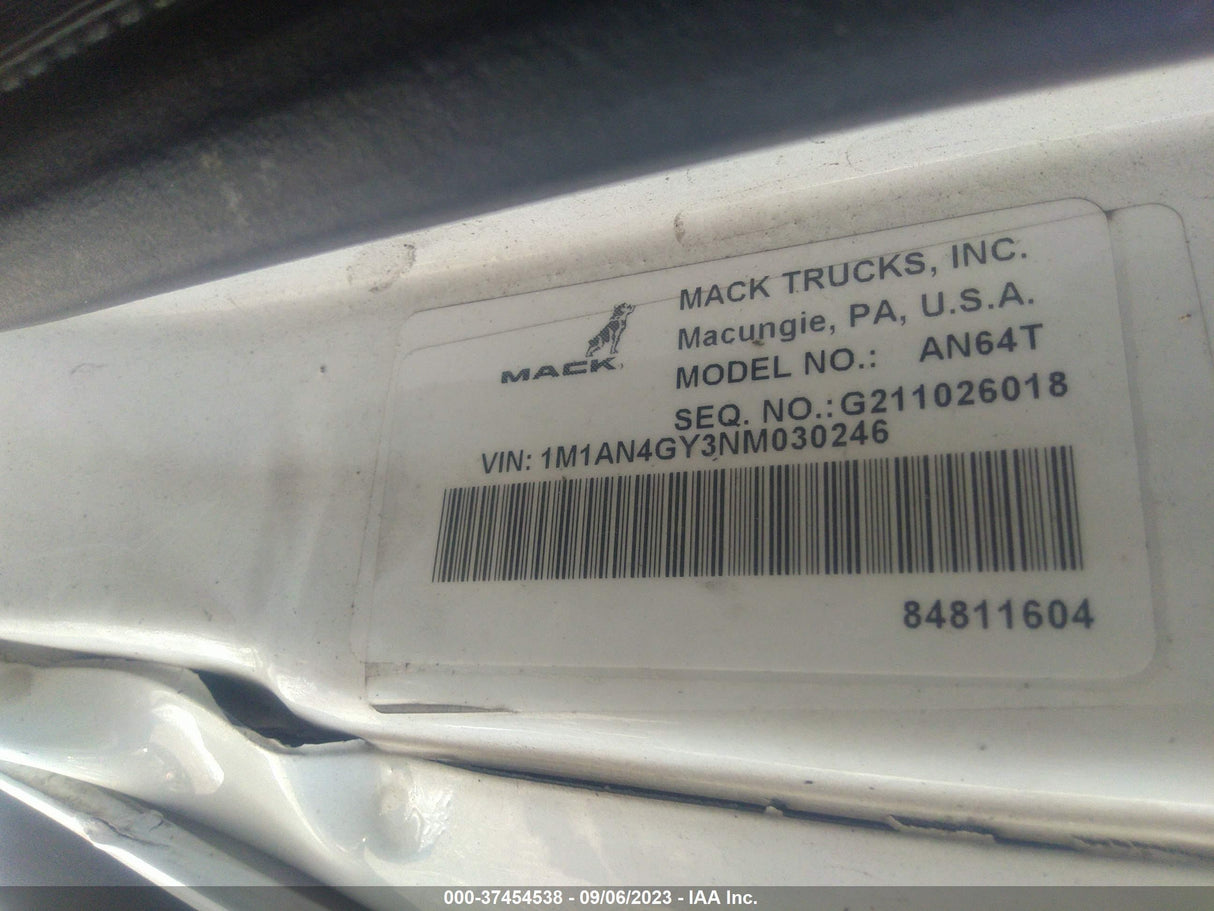 MACK TRUCKS, INC.
Macungie, PA, U.S.A.
MACK
MODEL NO.: AN64T
SEQ. NO.: G211026018
VIN: 1M1AN4GY3NM030246
84811604
000-37454538 - 09/06/2023 - IAA Inc.